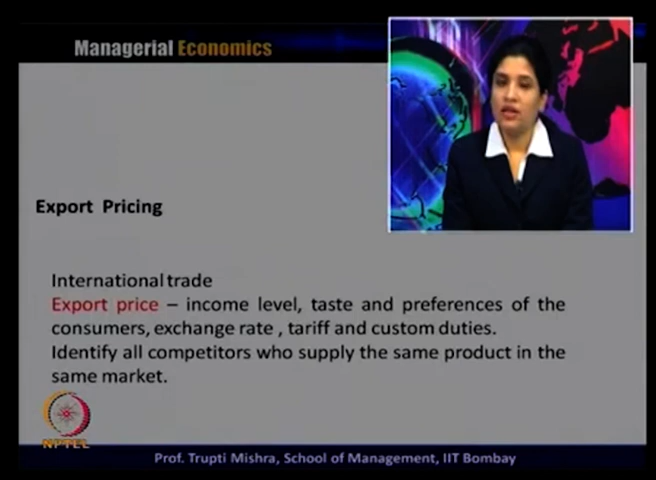 Managerial Economics
Export Pricing
International trade
Export price – income level, taste and preferences of the
consumers, exchange rate , tariff and custom duties.
Identify all competitors who supply the same product in the
same market.
NPTEL
Prof. Trupti Mishra, School of Management, IIT Bombay